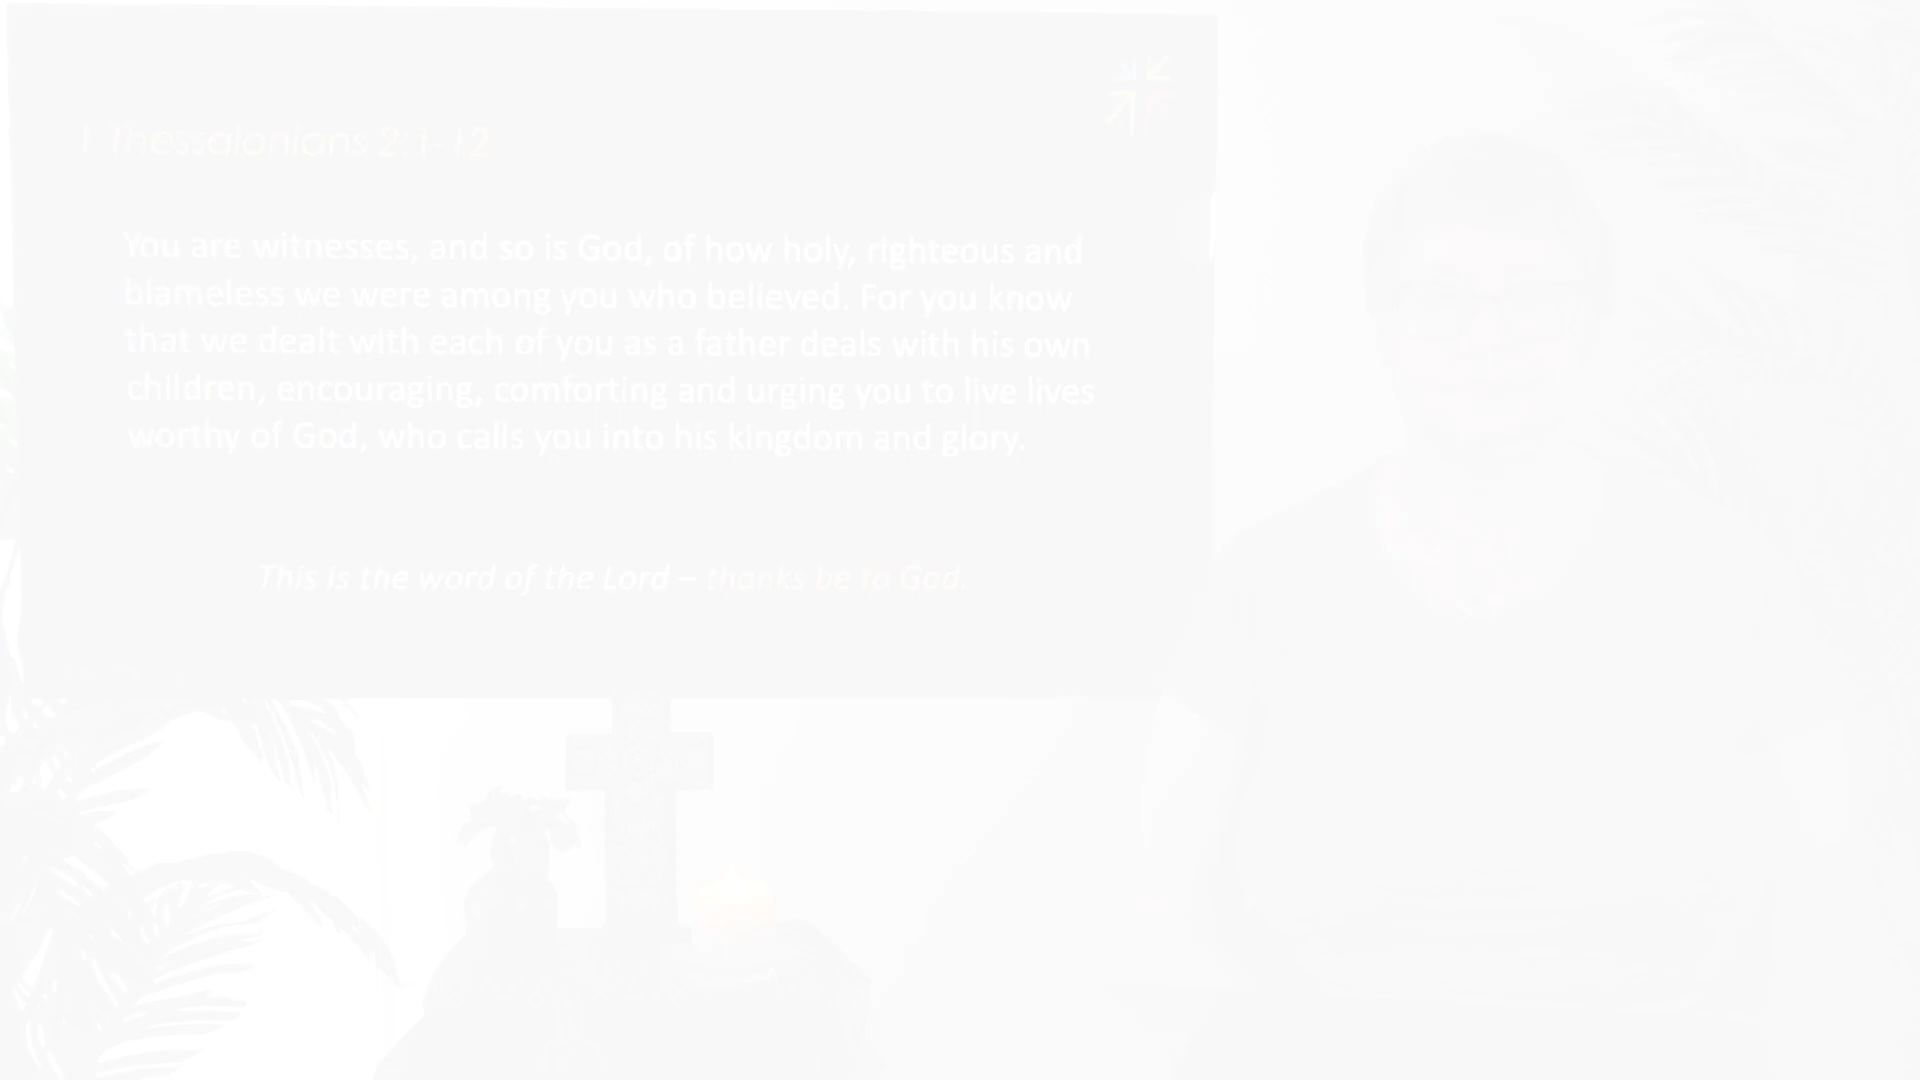 1 Thessalonians 2:1-12
You are witnesses, and so is God, of how holy, righteous and
blameless we were among you who believed. For you know
that we dealt with each of you as a father deals with his own
children, encouraging, comforting and urging you to live lives
worthy of God, who calls you into his kingdom and glory.
This is the word of the Lord – thanks be to God.